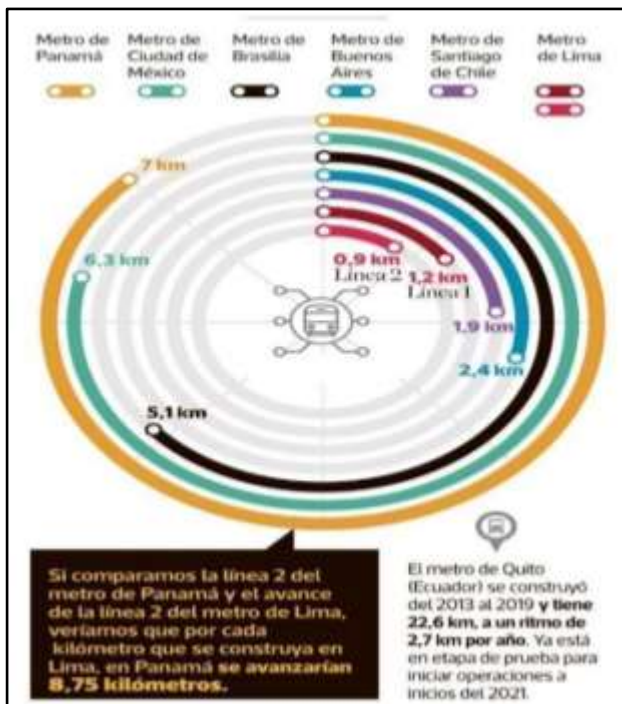 Metro de Panamá
Metro de Ciudad de México
Metro de Brasilia
Metro de Buenos Aires
Metro de Santiago de Chile
Metro de Lima
7 km
6,3 km
5,1 km
0,9 km
Línea 2
1,2 km
Línea 1
1,9 km
2,4 km
Si comparamos la línea 2 del
metro de Panamá y el avance
de la línea 2 del metro de Lima,
veríamos que por cada
kilómetro que se construya en
Lima, en Panamá se avanzarían
8,75 kilómetros.
El metro de Quito
(Ecuador) se construyó
del 2013 al 2019 y tiene
22,6 km, a un ritmo de
2,7 km por año. Ya está
en etapa de prueba para
iniciar operaciones a
inicios del 2021.